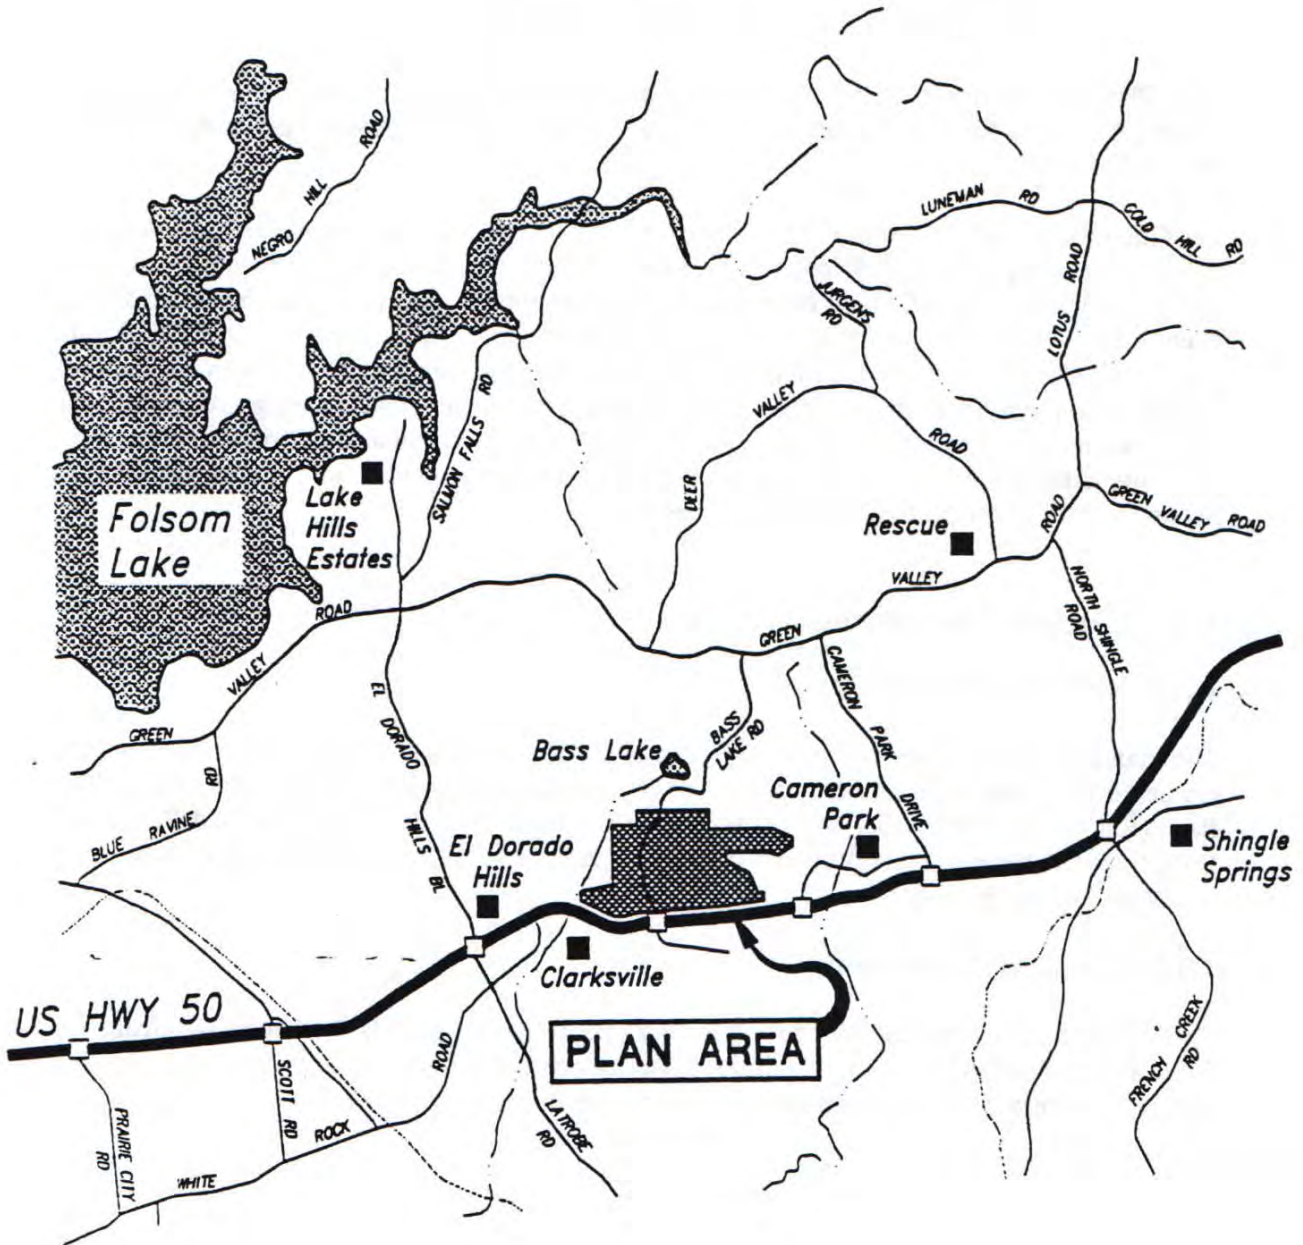 NEGRO HILL ROAD
LUNEMAN RD
GOLD HILL RD
JURGENS RD
LOTUS ROAD
SALMON FALLS RD
DEER VALLEY ROAD
Folsom
Lake
Lake
Hills
Estates
Rescue
GREEN VALLEY ROAD
GREEN VALLEY ROAD
GREEN VALLEY ROAD
NORTH SHINGLE
ROAD
EL DORADO HILLS BL
CAMERON PARK DRIVE
BASS
LAKE RD
Bass Lake
BLUE RAVINE RD
Cameron
Park
El Dorado
Hills
Shingle
Springs
Clarksville
US HWY 50
PLAN AREA
SCOTT RD
PRAIRIE CITY
RD
WHITE ROCK ROAD
LATROBE
RD
FRENCH CREEK
RD